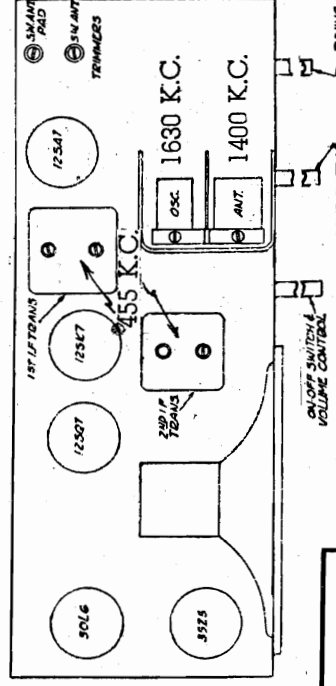 SW.ANT
PAD
SW ANT
TRIMMERS
12SA7
1630 K.C.
OSC.
1400 K.C.
ANT.
1ST I.F TRANS
455 K.C.
12SK7
2ND I.F
TRANS.
12SQ7
50L6
35Z5
ON-OFF SWITCH &
VOLUME CONTROL